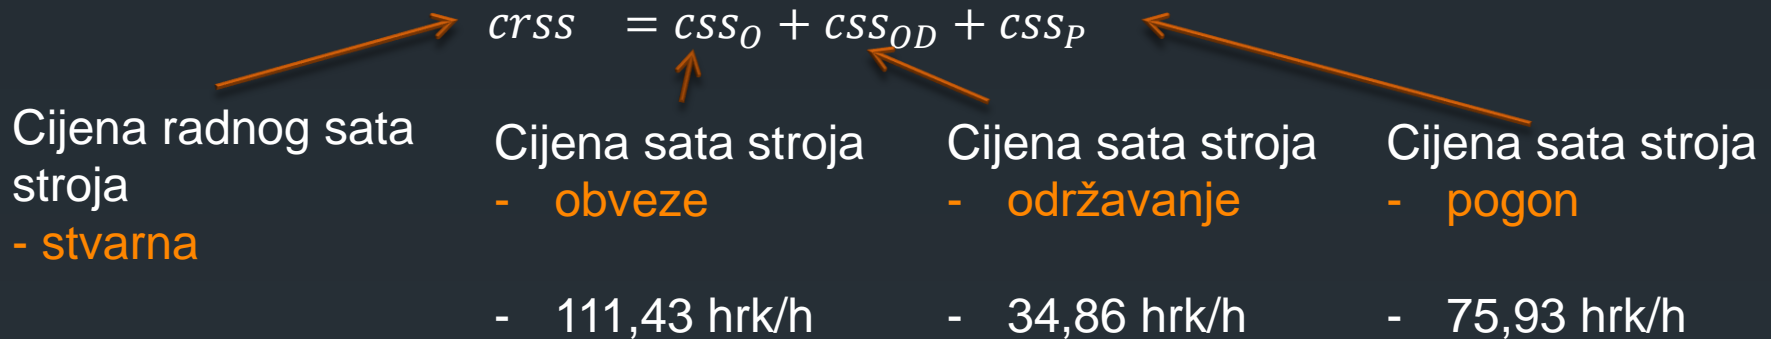 crss = css_O + css_OD + css_P
Cijena radnog sata
stroja
- stvarna
Cijena sata stroja
- obveze
- 111,43 hrk/h
Cijena sata stroja
- održavanje
- 34,86 hrk/h
Cijena sata stroja
- pogon
- 75,93 hrk/h